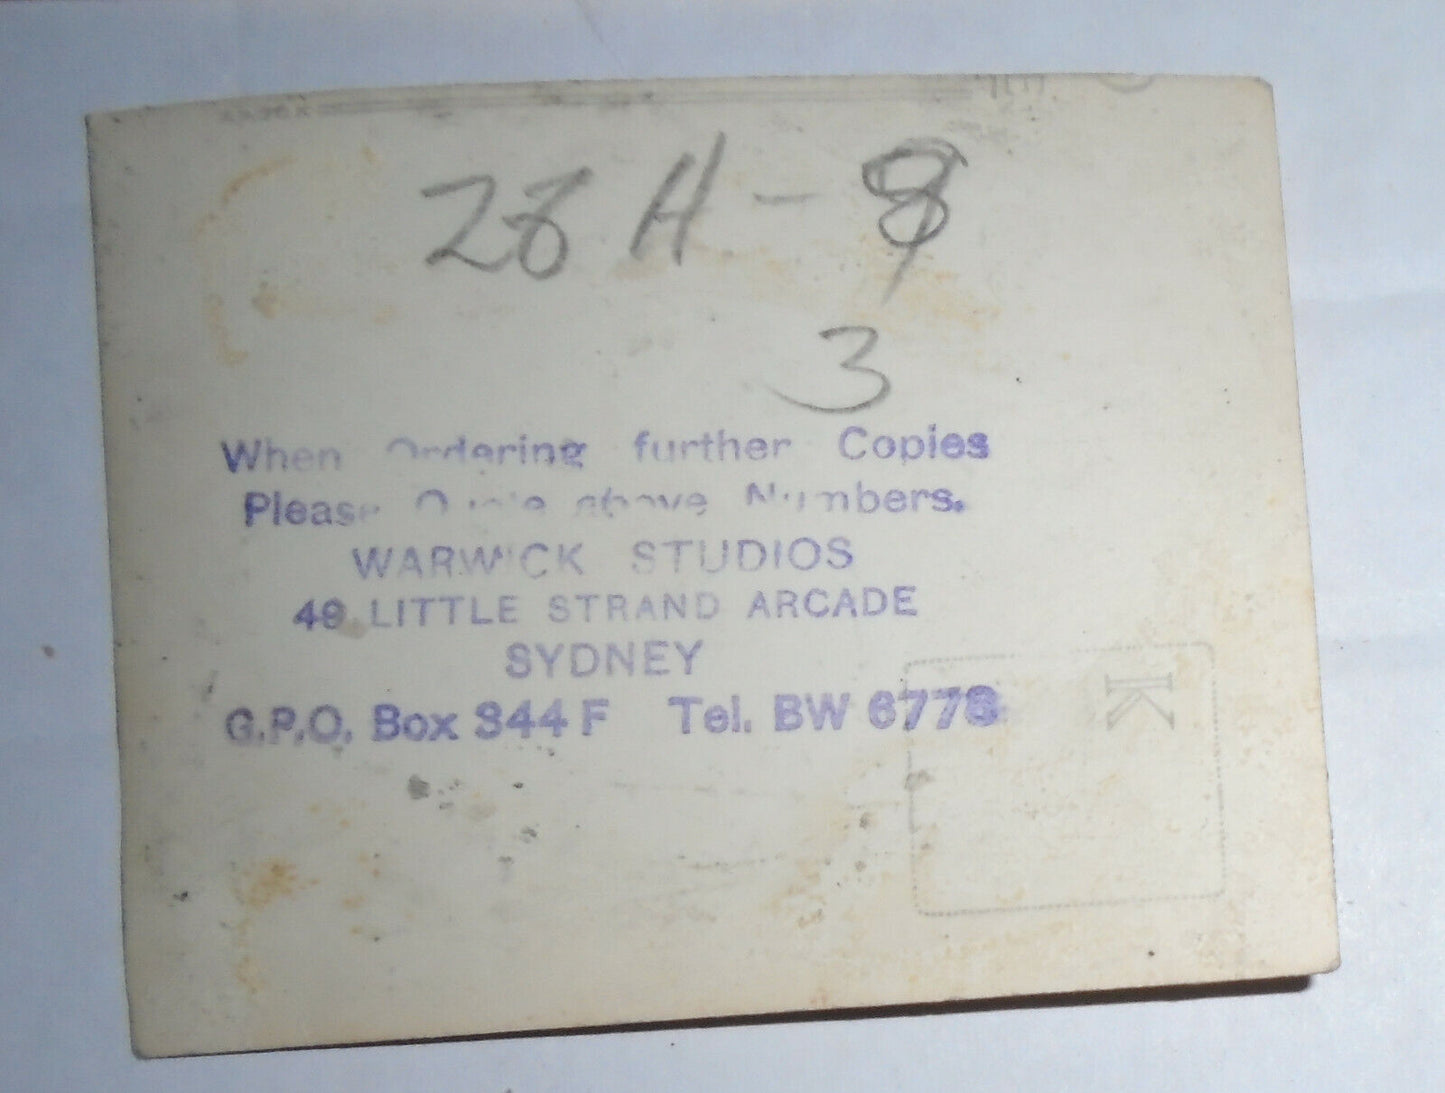 28 H - 8
3
When Ordering further Copies
Please Quote above Numbers.
WARWICK STUDIOS
49 LITTLE STRAND ARCADE
SYDNEY
G.P.O. Box 344 F Tel. BW 6778
K